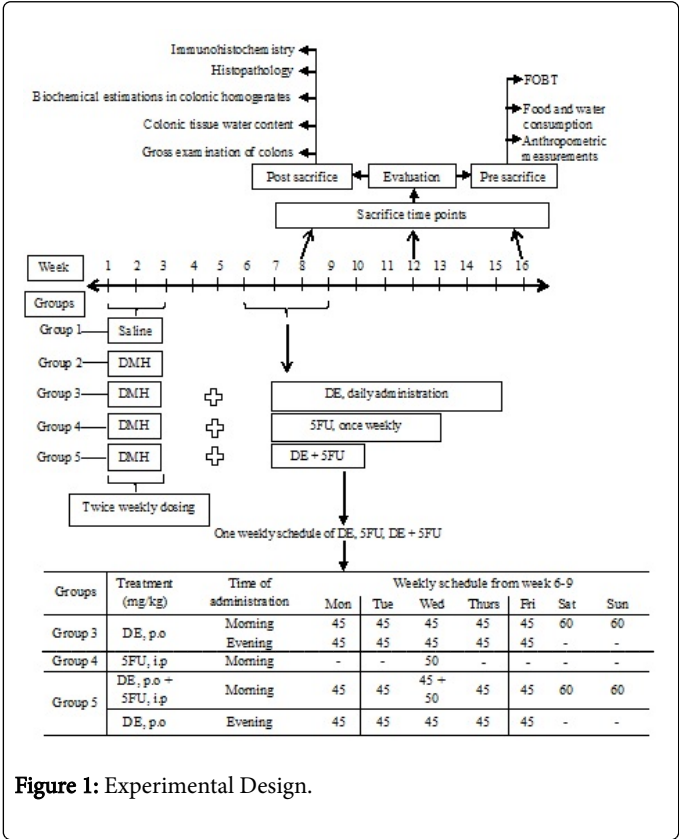 Immunohistochemistry
Histopathology
Biochemical estimations in colonic homogenates
Colonic tissue water content
Gross examination of colons
FOBT
Food and water
consumption
Anthropometric
measurements
Post sacrifice Evaluation Pre sacrifice
Sacrifice time points
Week 1 2 3 4 5 6 7 8 9 10 11 12 13 14 15 16
Groups
Group 1 Saline
Group 2 DMH
Group 3 DMH DE, daily administration
Group 4 DMH 5FU, once weekly
Group 5 DMH DE + 5FU
Twice weekly dosing
One weekly schedule of DE, 5FU, DE + 5FU
Groups Treatment Time of Weekly schedule from week 6-9
(mg/kg) administration Mon Tue Wed Thurs Fri Sat Sun
Group 3 DE, p.o Morning 45 45 45 45 45 60 60
Evening 45 45 45 45 45 - -
Group 4 5FU, i.p Morning - - 50 - - - -
Group 5 DE, p.o + 5FU, i.p Morning 45 45 45 + 50 45 45 60 60
DE, p.o Evening 45 45 45 45 45 - -
Figure 1: Experimental Design.